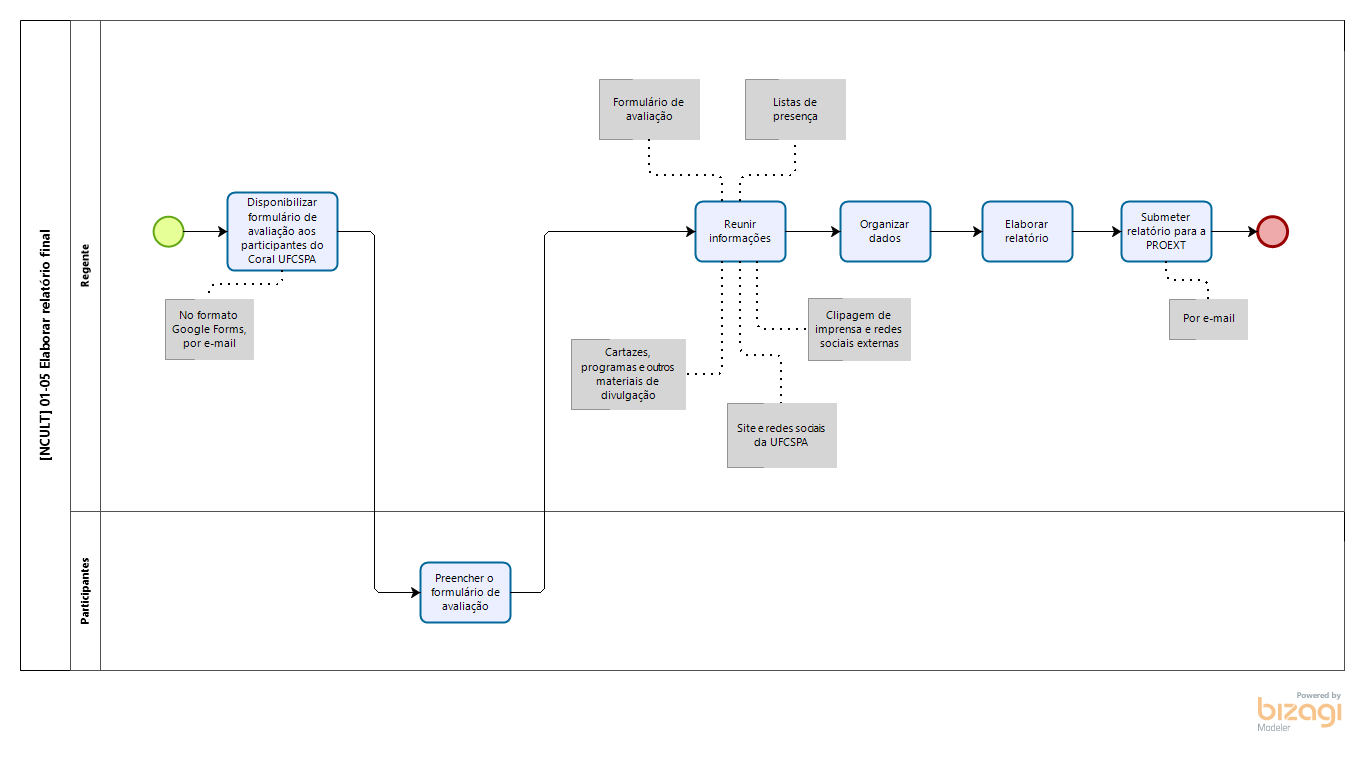 [NCULT] 01-05 Elaborar relatório final
Regente
Formulário de
avaliação
Listas de
presença
Disponibilizar
formulário de
avaliação aos
participantes do
Coral UFCSPA
Reunir
informações
Organizar
dados
Elaborar
relatório
Submeter
relatório para a
PROEXT
No formato
Google Forms,
por e-mail
Clipagem de
imprensa e redes
sociais externas
Por e-mail
Cartazes,
programas e outros
materiais de
divulgação
Site e redes sociais
da UFCSPA
Participantes
Preencher o
formulário de
avaliação
Powered by
bizagi
Modeler